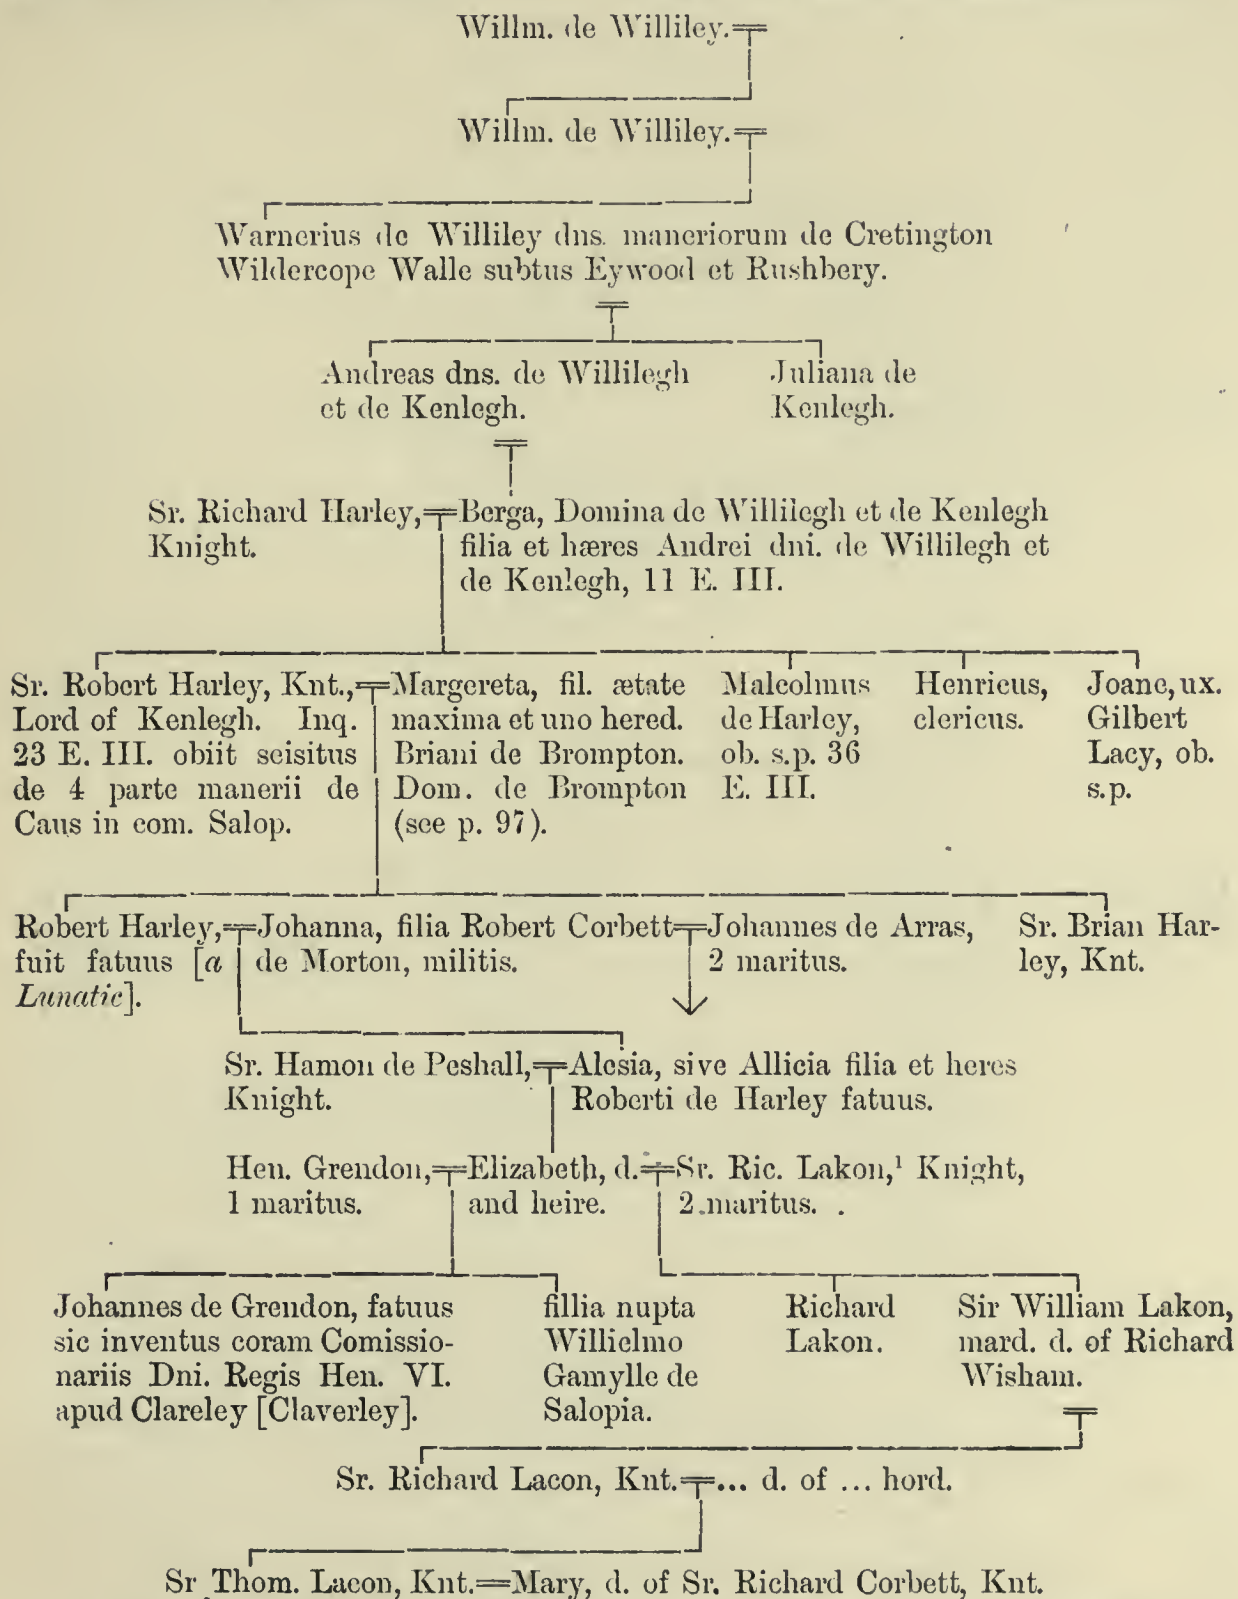 Willm. de Williley.
Willm. de Williley.
Warnerius de Williley dns. maneriorum de Cretington
Wildercope Walle subtus Eywood et Rushbery.
Andreas dns. de Willilegh
et de Kenlegh.
Juliana de
Kenlegh.
Sr. Richard Harley,
Knight.
Berga, Domina de Willilegh et de Kenlegh
filia et hæres Andrei dni. de Willilegh et
de Kenlegh, 11 E. III.
Sr. Robert Harley, Knt.,
Lord of Kenlegh. Inq.
23 E. III. obiit seisitus
de 4 parte manerii de
Caus in com. Salop.
Margereta, fil. ætate
maxima et uno hered.
Briani de Brompton.
Dom. de Brompton
(see p. 97).
Malcolmus
de Harley,
ob. s.p. 36
E. III.
Henricus,
clericus.
Joane, ux.
Gilbert
Lacy, ob.
s.p.
Robert Harley,
fuit fatuus [a
Lunatic].
Johanna, filia Robert Corbett
de Morton, militis.
Johannes de Arras,
2 maritus.
Sr. Brian Har-
ley, Knt.
Sr. Hamon de Peshall,
Knight.
Alesia, sive Allicia filia et heres
Roberti de Harley fatuus.
Hen. Grendon,
1 maritus.
Elizabeth, d.
and heire.
Sr. Ric. Lakon,¹ Knight,
2 maritus.
Johannes de Grendon, fatuus
sic inventus coram Comissio-
nariis Dni. Regis Hen. VI.
apud Clareley [Claverley].
fillia nupta
Willielmo
Gamylle de
Salopia.
Richard
Lakon.
Sir William Lakon,
mard. d. of Richard
Wisham.
Sr. Richard Lacon, Knt.
... d. of ... hord.
Sr Thom. Lacon, Knt.=Mary, d. of Sr. Richard Corbett, Knt.